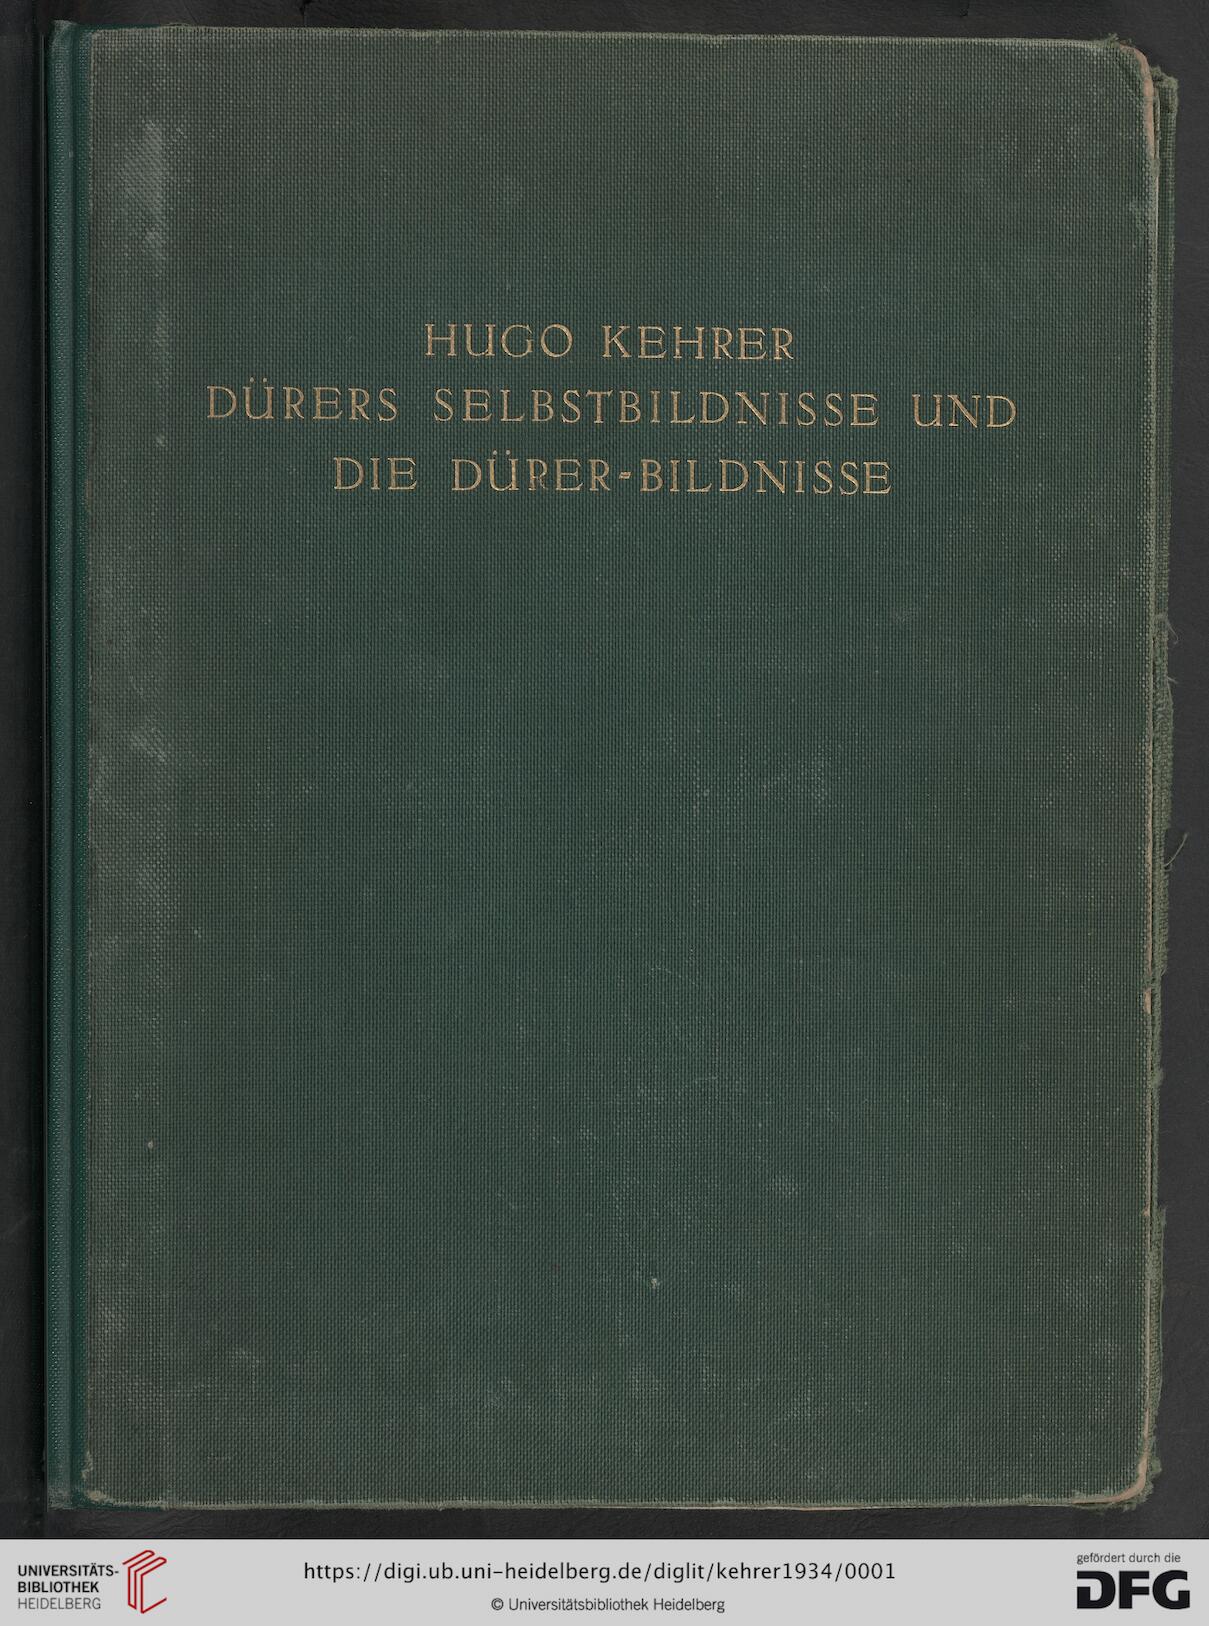 HUGO KEHRER
DÜRERS SELBSTBILDNISSE UND
DIE DÜRER-BILDNISSE
UNIVERSITÄTS-
BIBLIOTHEK
HEIDELBERG
https://digi.ub.uni-heidelberg.de/diglit/kehrer1934/0001
© Universitätsbibliothek Heidelberg
gefördert durch die
DFG